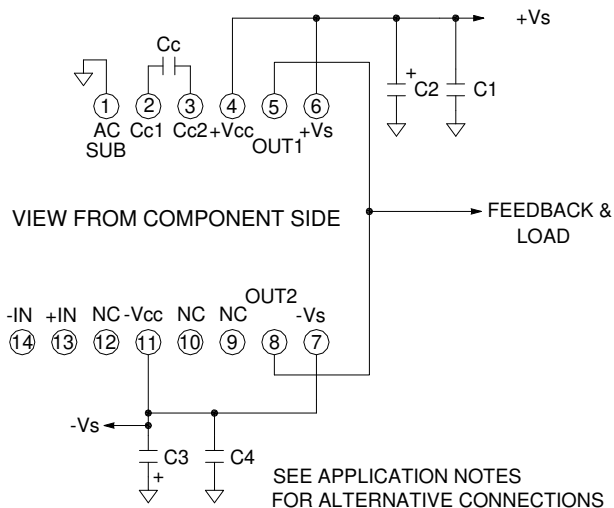 Cc
+Vs
+
C2
C1
1 2 3 4 5 6
AC SUB
Cc1
Cc2
+Vcc
OUT1
+Vs
VIEW FROM COMPONENT SIDE
FEEDBACK &
LOAD
OUT2
-IN +IN NC -Vcc NC NC -Vs
14 13 12 11 10 9 8 7
-Vs
C3
+
C4
SEE APPLICATION NOTES
FOR ALTERNATIVE CONNECTIONS